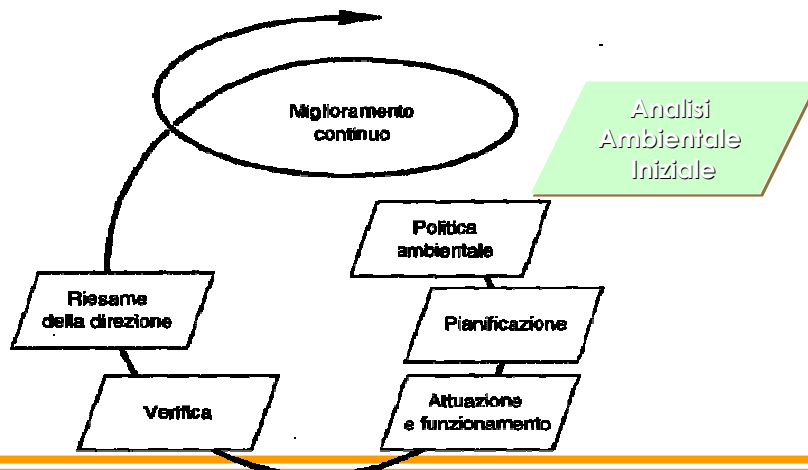 Miglioramento
continuo
Analisi
Ambientale
Iniziale
Politica
ambientale
Pianificazione
Attuazione
e funzionamento
Verifica
Riesame
della direzione